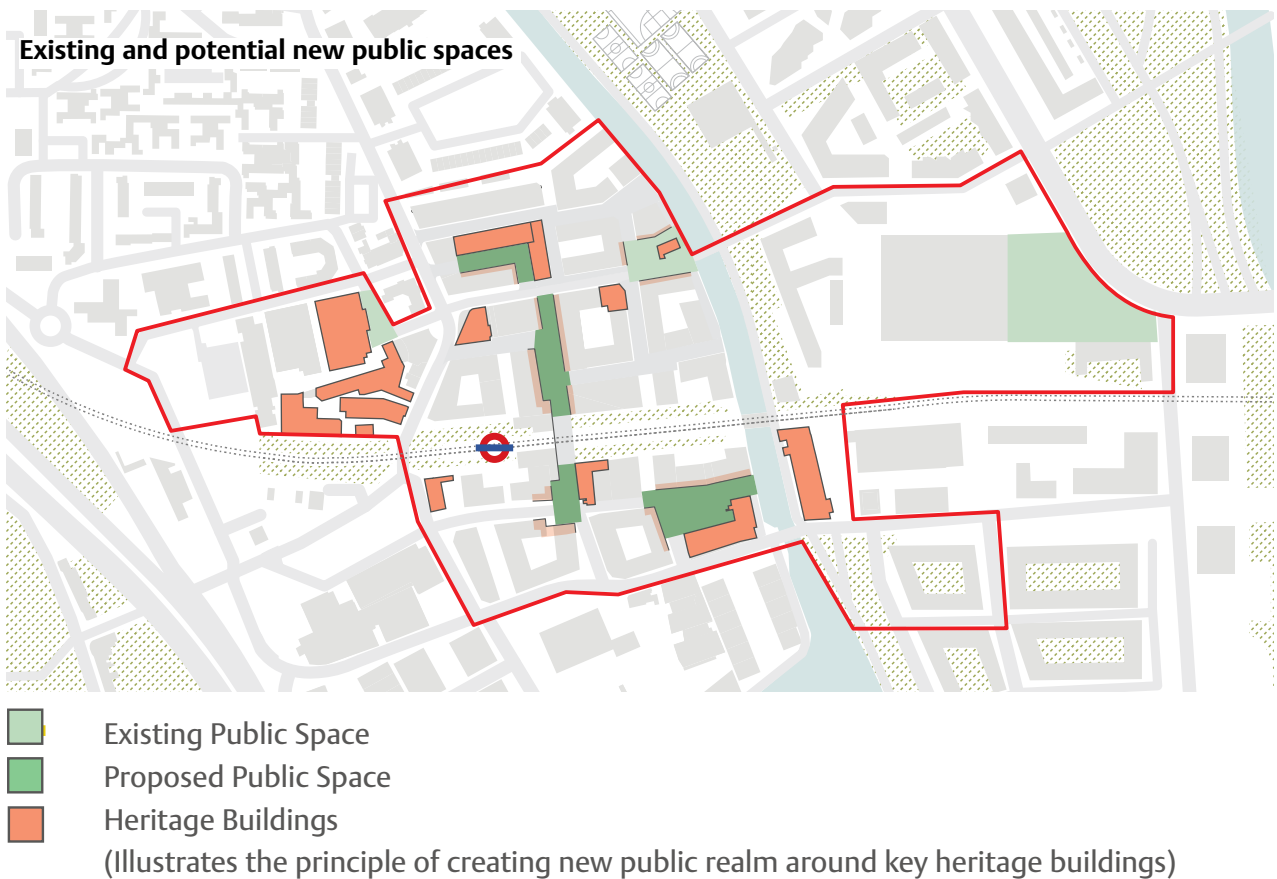 Existing and potential new public spaces
Existing Public Space
Proposed Public Space
Heritage Buildings
(Illustrates the principle of creating new public realm around key heritage buildings)